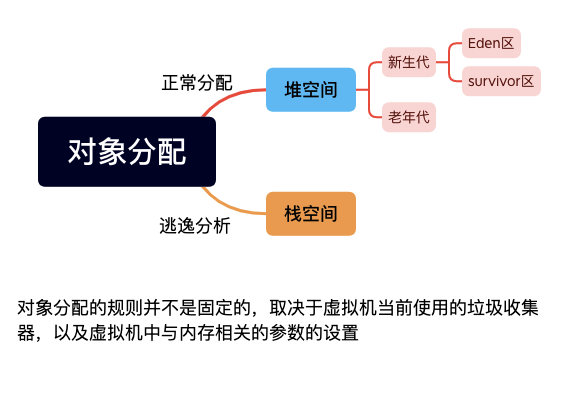 对象分配
正常分配
堆空间
新生代
Eden区
survivor区
老年代
逃逸分析
栈空间
对象分配的规则并不是固定的，取决于虚拟机当前使用的垃圾收集
器，以及虚拟机中与内存相关的参数的设置